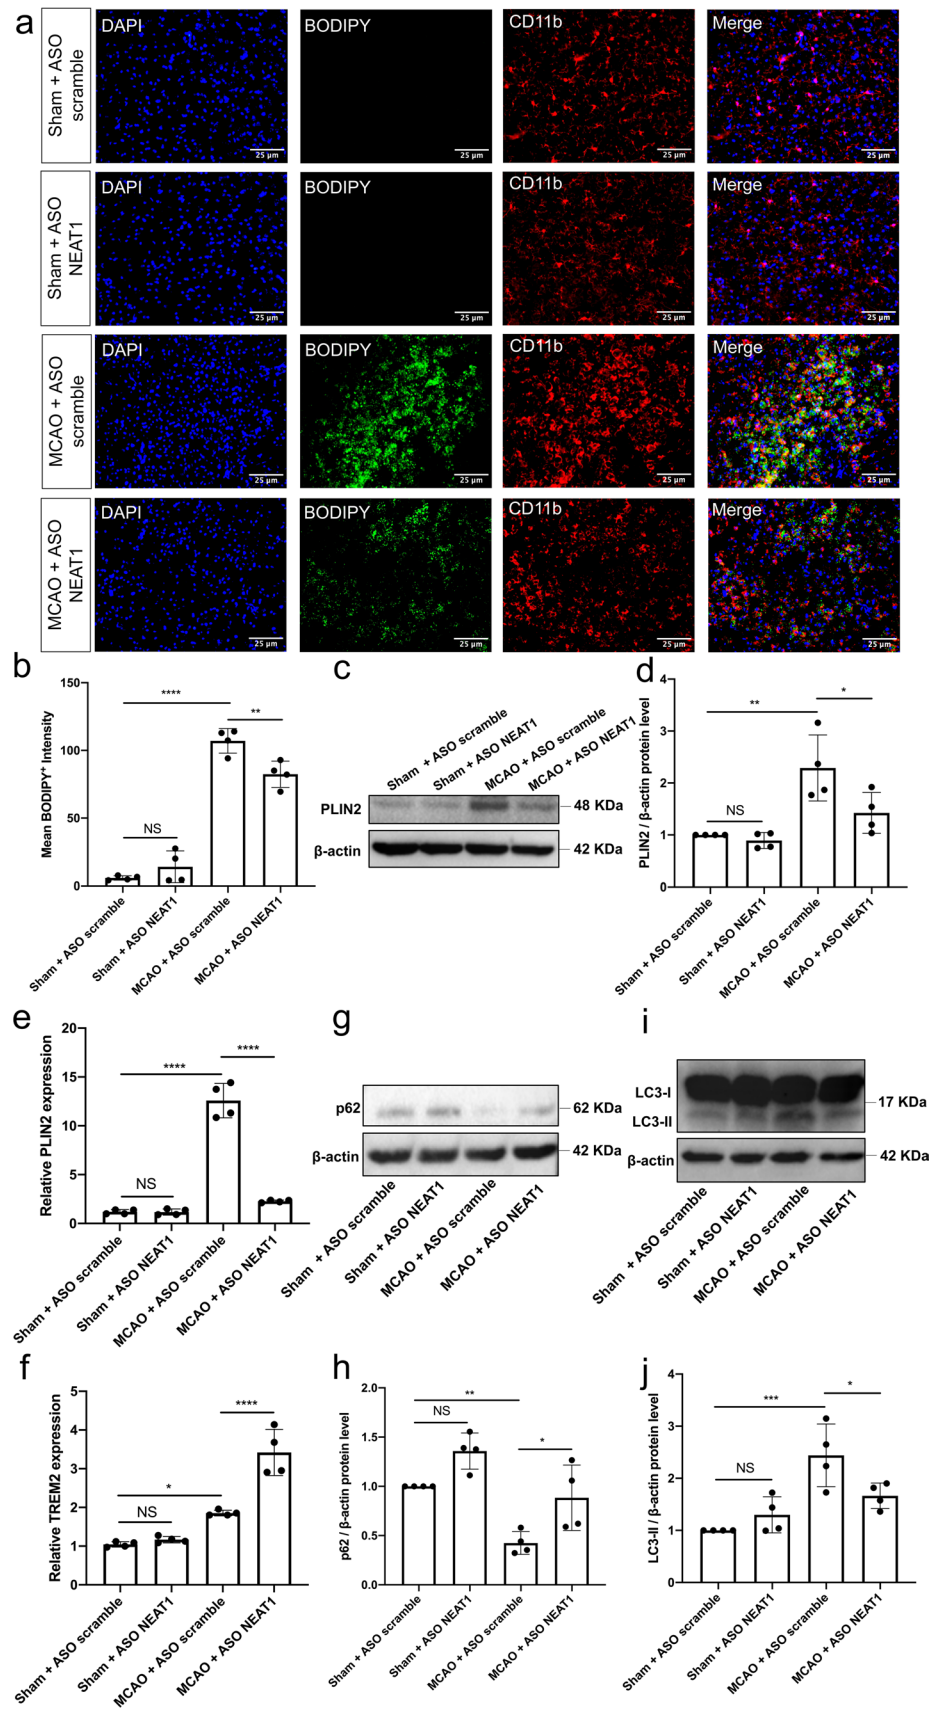 a
Sham + ASO
scramble
DAPI
BODIPY
CD11b
Merge
25 µm
25 µm
25 µm
25 µm
Sham + ASO
NEAT1
DAPI
BODIPY
CD11b
Merge
25 µm
25 µm
25 µm
25 µm
MCAO + ASO
scramble
DAPI
BODIPY
CD11b
Merge
25 µm
25 µm
25 µm
25 µm
MCAO + ASO
NEAT1
DAPI
BODIPY
CD11b
Merge
25 µm
25 µm
25 µm
25 µm
b
Mean BODIPY⁺ Intensity
150
100
50
0
****
**
NS
Sham + ASO scramble
Sham + ASO NEAT1
MCAO + ASO scramble
MCAO + ASO NEAT1
c
Sham + ASO scramble
Sham + ASO NEAT1
MCAO + ASO scramble
MCAO + ASO NEAT1
PLIN2
48 KDa
β-actin
42 KDa
d
PLIN2 / β-actin protein level
4
3
2
1
0
**
*
NS
Sham + ASO scramble
Sham + ASO NEAT1
MCAO + ASO scramble
MCAO + ASO NEAT1
e
Relative PLIN2 expression
20
15
10
5
0
****
****
NS
Sham + ASO scramble
Sham + ASO NEAT1
MCAO + ASO scramble
MCAO + ASO NEAT1
g
p62
62 KDa
β-actin
42 KDa
Sham + ASO scramble
Sham + ASO NEAT1
MCAO + ASO scramble
MCAO + ASO NEAT1
i
LC3-I
LC3-II
17 KDa
β-actin
42 KDa
Sham + ASO scramble
Sham + ASO NEAT1
MCAO + ASO scramble
MCAO + ASO NEAT1
f
Relative TREM2 expression
5
4
3
2
1
0
****
*
NS
Sham + ASO scramble
Sham + ASO NEAT1
MCAO + ASO scramble
MCAO + ASO NEAT1
h
p62 / β-actin protein level
2.0
1.5
1.0
0.5
0.0
**
NS
*
Sham + ASO scramble
Sham + ASO NEAT1
MCAO + ASO scramble
MCAO + ASO NEAT1
j
LC3-II / β-actin protein level
4
3
2
1
0
***
*
NS
Sham + ASO scramble
Sham + ASO NEAT1
MCAO + ASO scramble
MCAO + ASO NEAT1